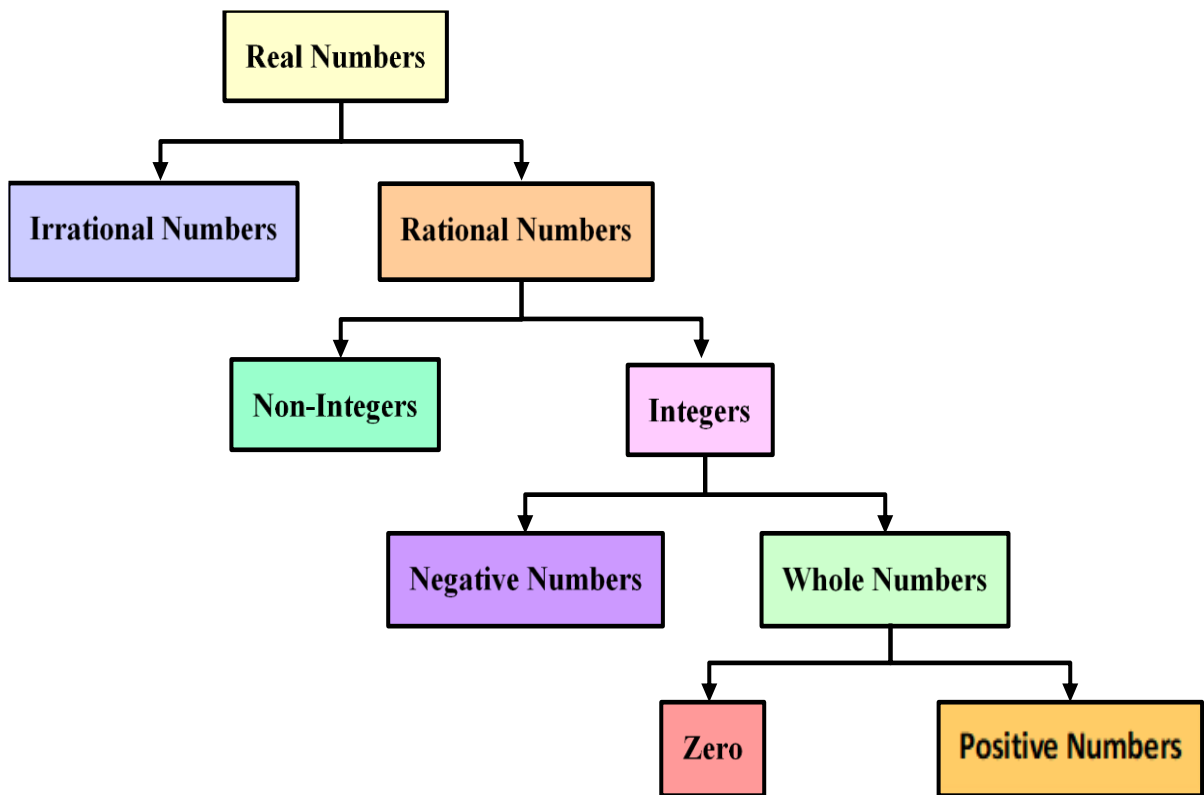 Real Numbers
Irrational Numbers
Rational Numbers
Non-Integers
Integers
Negative Numbers
Whole Numbers
Zero
Positive Numbers